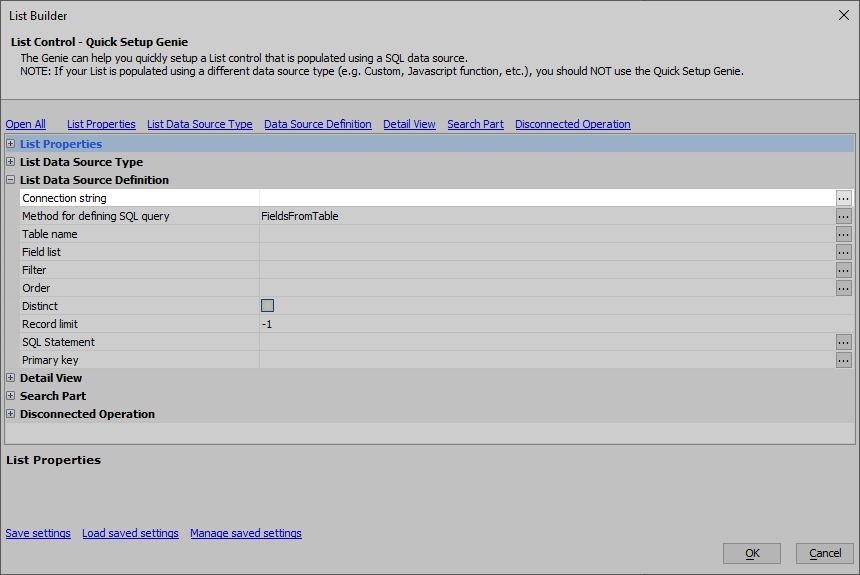 List Builder
List Control - Quick Setup Genie
The Genie can help you quickly setup a List control that is populated using a SQL data source.
NOTE: If your List is populated using a different data source type (e.g. Custom, Javascript function, etc.), you should NOT use the Quick Setup Genie.
Open All List Properties List Data Source Type Data Source Definition Detail View Search Part Disconnected Operation
List Properties
List Data Source Type
List Data Source Definition
Connection string ...
Method for defining SQL query FieldsFromTable ...
Table name ...
Field list ...
Filter ...
Order ...
Distinct
Record limit -1
SQL Statement ...
Primary key ...
Detail View
Search Part
Disconnected Operation
List Properties
Save settings Load saved settings Manage saved settings
OK Cancel